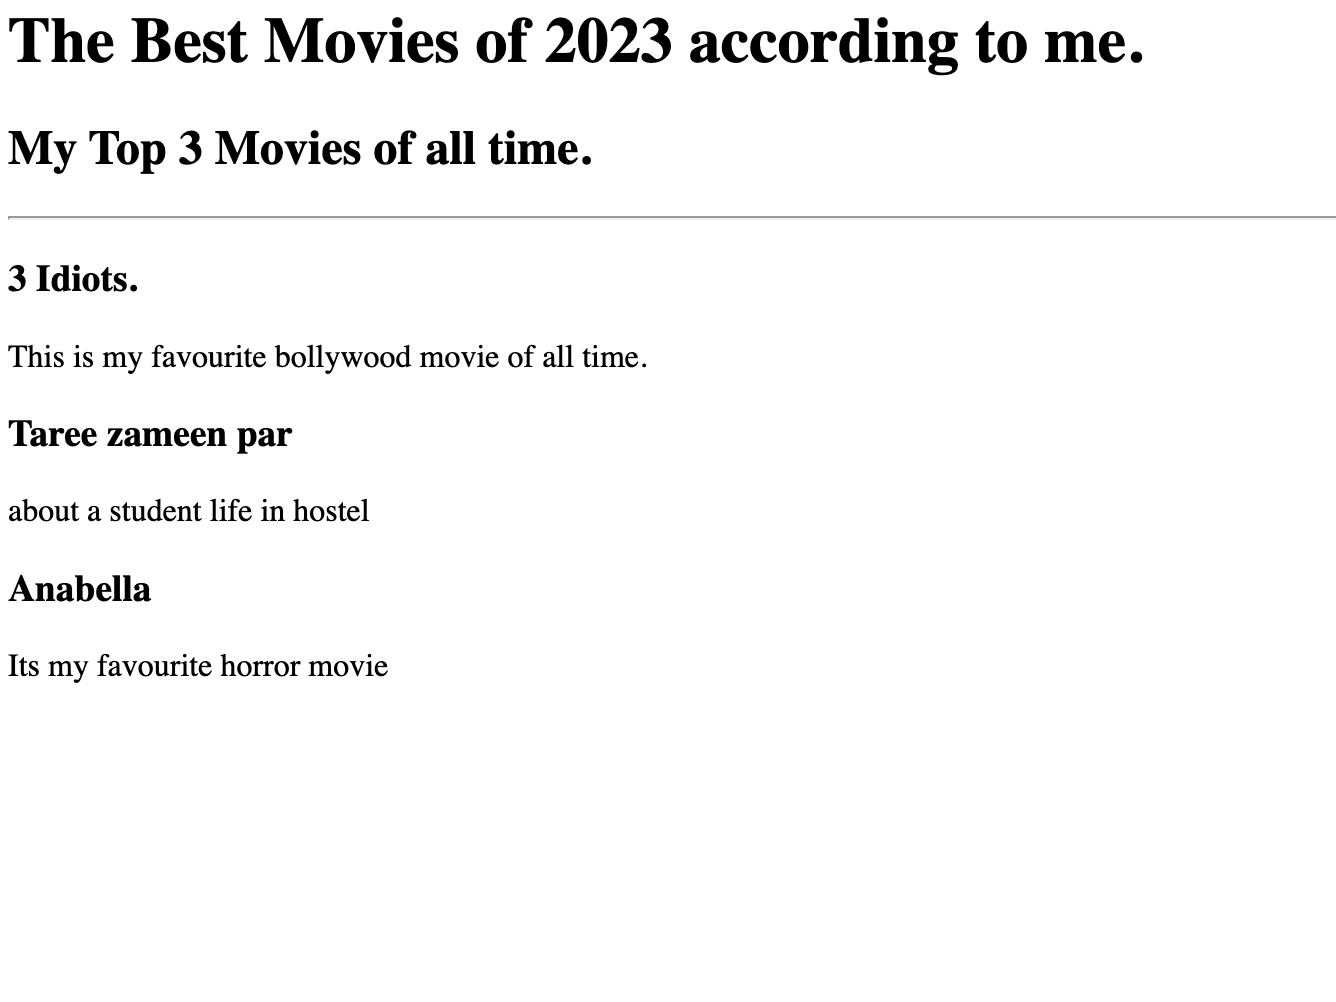 The Best Movies of 2023 according to me.
My Top 3 Movies of all time.
3 Idiots.
This is my favourite bollywood movie of all time.
Taree zameen par
about a student life in hostel
Anabella
Its my favourite horror movie